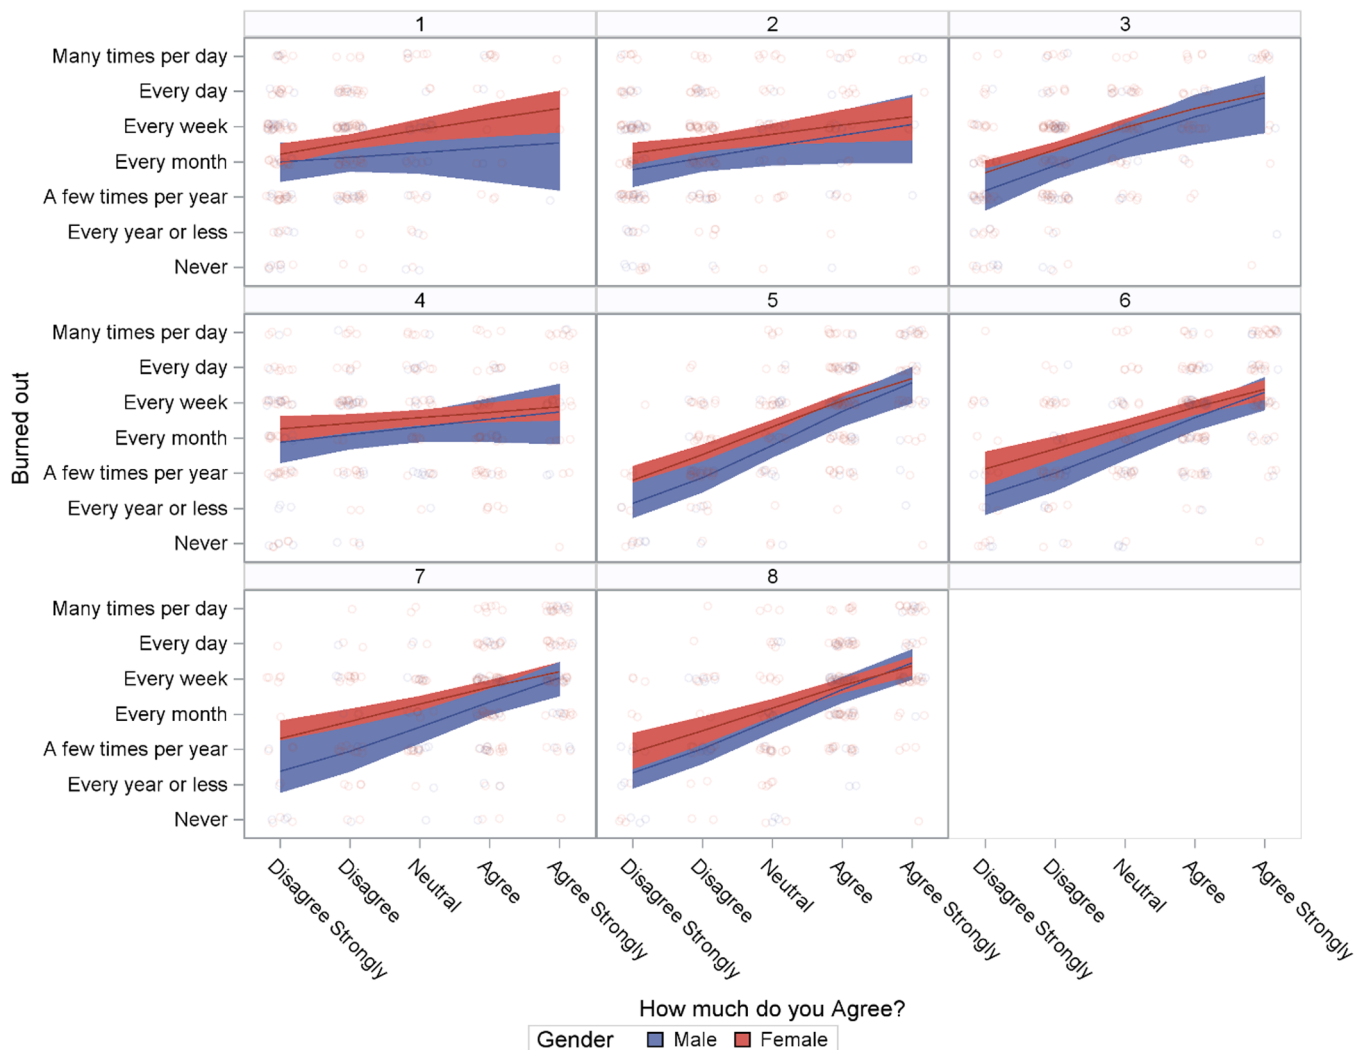 1 2 3
Many times per day
Every day
Every week
Every month
A few times per year
Every year or less
Never
4 5 6
Many times per day
Every day
Every week
Every month
A few times per year
Every year or less
Never
7 8
Many times per day
Every day
Every week
Every month
A few times per year
Every year or less
Never
Burned out
Disagree Strongly
Disagree
Neutral
Agree
Agree Strongly
Disagree Strongly
Disagree
Neutral
Agree
Agree Strongly
Disagree Strongly
Disagree
Neutral
Agree
Agree Strongly
How much do you Agree?
Gender Male Female